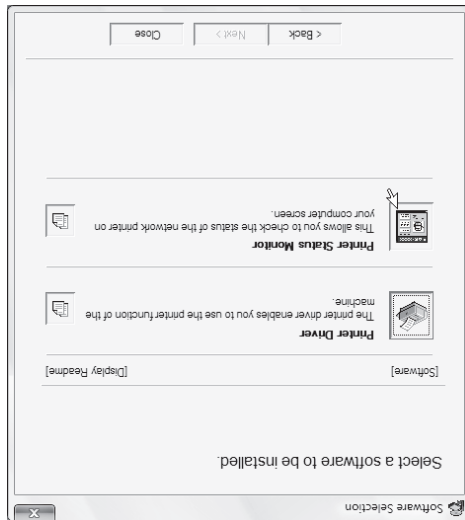 Software Selection
X
Select a software to be installed.
[Software] [Display Readme]
Printer Driver
The printer driver enables you to use the printer function of the
machine.
Printer Status Monitor
This allows you to check the status of the network printer on
your computer screen.
< Back Next > Close